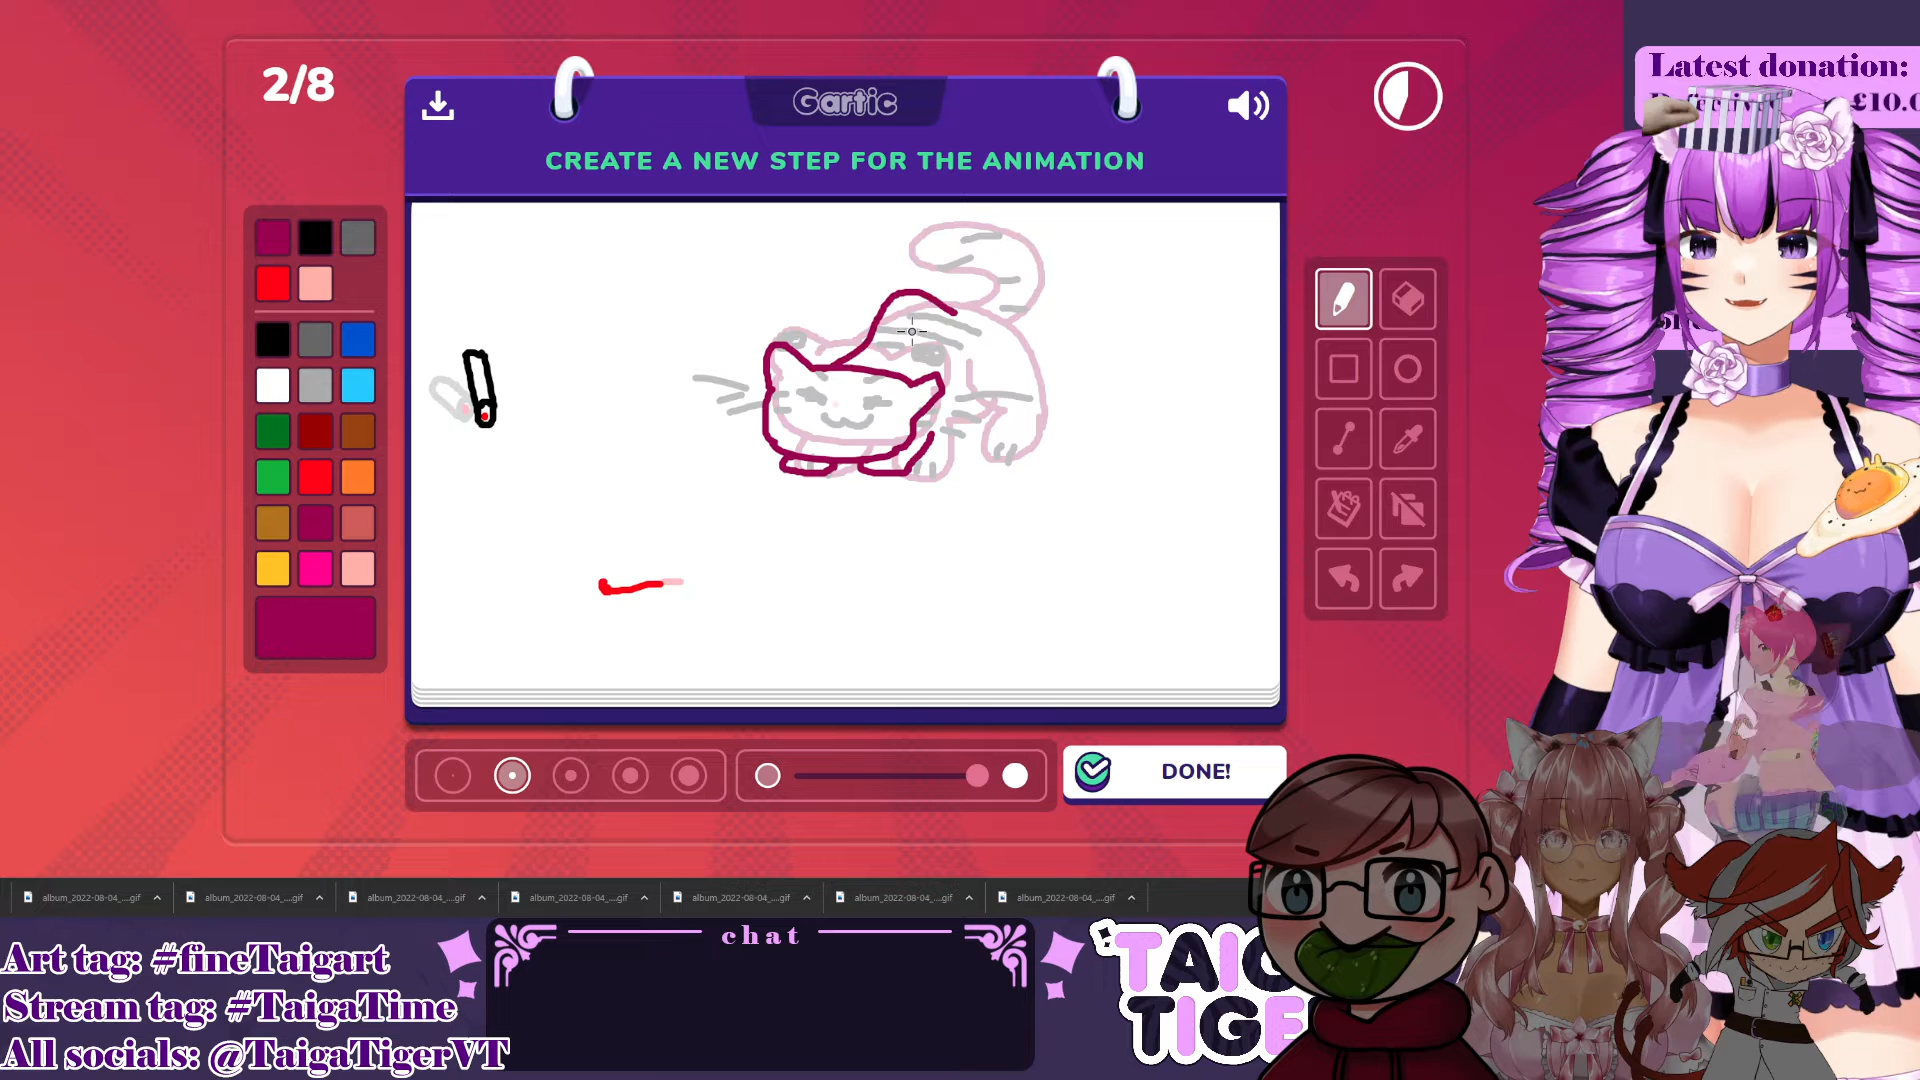 2/8
Gartic
CREATE A NEW STEP FOR THE ANIMATION
Latest donation:
£10.0
DONE!
album_2022-08-04_....gif
album_2022-08-04_....gif
album_2022-08-04_....gif
album_2022-08-04_....gif
album_2022-08-04_....gif
album_2022-08-04_....gif
album_2022-08-04_....gif
chat
Art tag: #fineTaigart
Stream tag: #TaigaTime
All socials: @TaigaTigerVT
TAIG
TIGE